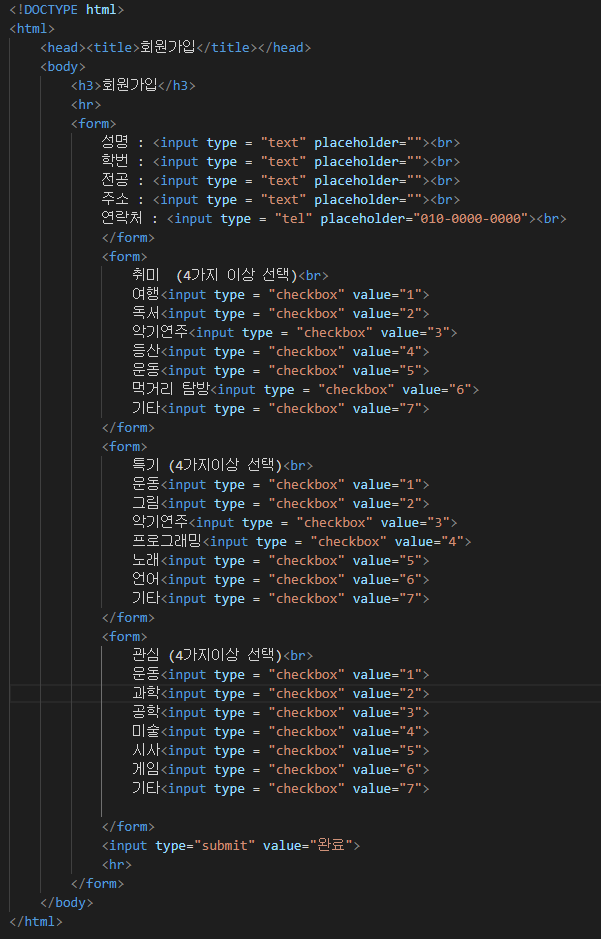 <!DOCTYPE html>
<html>
<head><title>회원가입</title></head>
<body>
<h3>회원가입</h3>
<hr>
<form>
성명 : <input type = "text" placeholder=""><br>
학번 : <input type = "text" placeholder=""><br>
전공 : <input type = "text" placeholder=""><br>
주소 : <input type = "text" placeholder=""><br>
연락처 : <input type = "tel" placeholder="010-0000-0000"><br>
</form>
<form>
취미  (4가지 이상 선택)<br>
여행<input type = "checkbox" value="1">
독서<input type = "checkbox" value="2">
악기연주<input type = "checkbox" value="3">
등산<input type = "checkbox" value="4">
운동<input type = "checkbox" value="5">
먹거리 탐방<input type = "checkbox" value="6">
기타<input type = "checkbox" value="7">
</form>
<form>
특기 (4가지이상 선택)<br>
운동<input type = "checkbox" value="1">
그림<input type = "checkbox" value="2">
악기연주<input type = "checkbox" value="3">
프로그래밍<input type = "checkbox" value="4">
노래<input type = "checkbox" value="5">
언어<input type = "checkbox" value="6">
기타<input type = "checkbox" value="7">
</form>
<form>
관심 (4가지이상 선택)<br>
운동<input type = "checkbox" value="1">
과학<input type = "checkbox" value="2">
공학<input type = "checkbox" value="3">
미술<input type = "checkbox" value="4">
시사<input type = "checkbox" value="5">
게임<input type = "checkbox" value="6">
기타<input type = "checkbox" value="7">
</form>
<input type="submit" value="완료">
<hr>
</form>
</body>
</html>